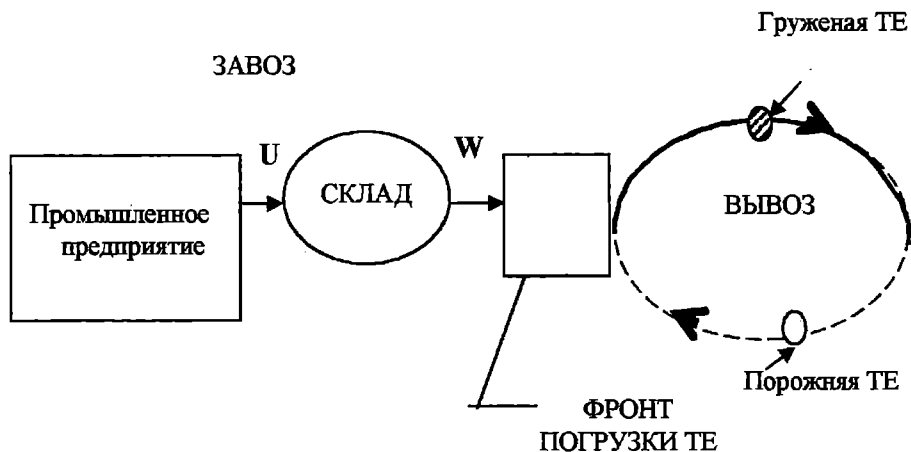 Груженая ТЕ
ЗАВОЗ
U
W
Промышленное
предприятие
СКЛАД
ВЫВОЗ
Порожняя ТЕ
ФРОНТ
ПОГРУЗКИ ТЕ